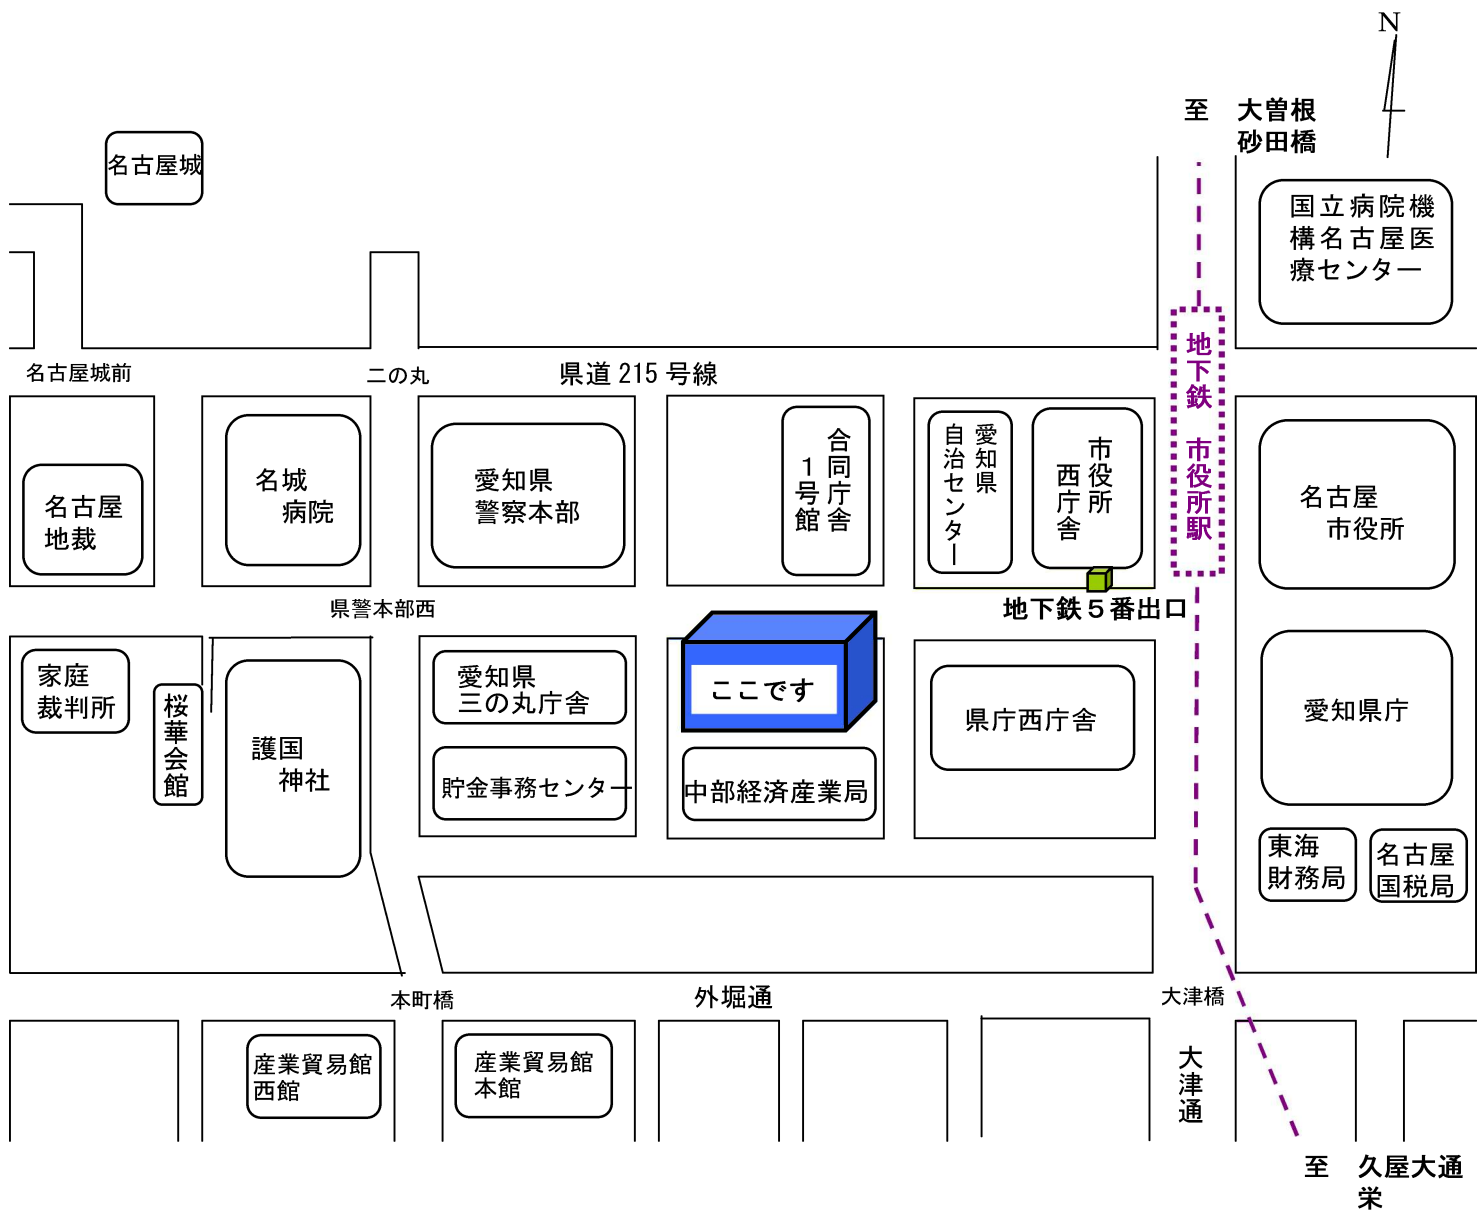 N
至 大曽根
砂田橋
名古屋城
国立病院機
構名古屋医
療センター
名古屋城前
二の丸
県道215号線
地下鉄 市役所駅
名古屋
地裁
名城
病院
愛知県
警察本部
合同庁舎
1号館
愛知県
自治センター
市役所
西庁舎
名古屋
市役所
地下鉄5番出口
県警本部西
家庭
裁判所
桜華会館
護国
神社
愛知県
三の丸庁舎
ここです
県庁西庁舎
愛知県庁
貯金事務センター
中部経済産業局
東海
財務局
名古屋
国税局
本町橋
外堀通
大津橋
産業貿易館
西館
産業貿易館
本館
大津通
至 久屋大通
栄